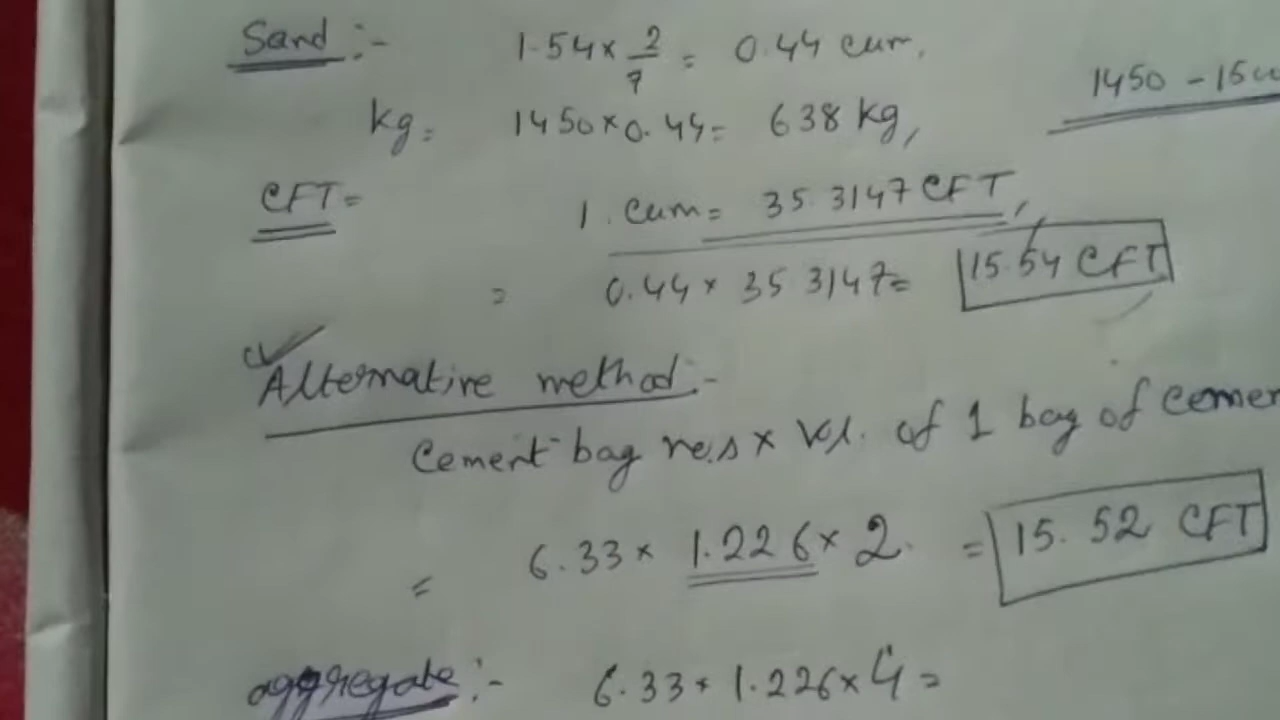 Sand :- 1.54 × 2/7 = 0.44 cum.
1450 - 150
kg = 1450 × 0.44 = 638 kg,
CFT = 1. Cum = 35.3147 CFT,
= 0.44 × 35.3147 = 15.54 CFT
Alternative method :-
Cement bag nos × Vol. of 1 bag of cemen
= 6.33 × 1.226 × 2. = 15.52 CFT
aggregate :- 6.33 × 1.226 × 4 =